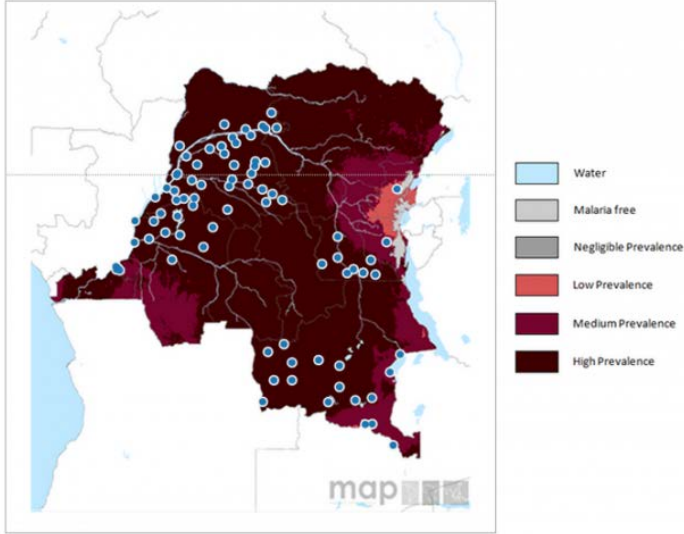 Water
Malaria free
Negligible Prevalence
Low Prevalence
Medium Prevalence
High Prevalence
map